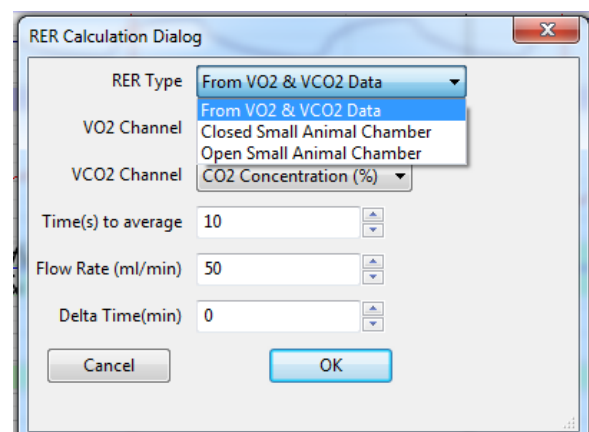 RER Calculation Dialog
RER Type From VO2 & VCO2 Data
From VO2 & VCO2 Data
VO2 Channel Closed Small Animal Chamber
Open Small Animal Chamber
VCO2 Channel CO2 Concentration (%)
Time(s) to average 10
Flow Rate (ml/min) 50
Delta Time(min) 0
Cancel OK